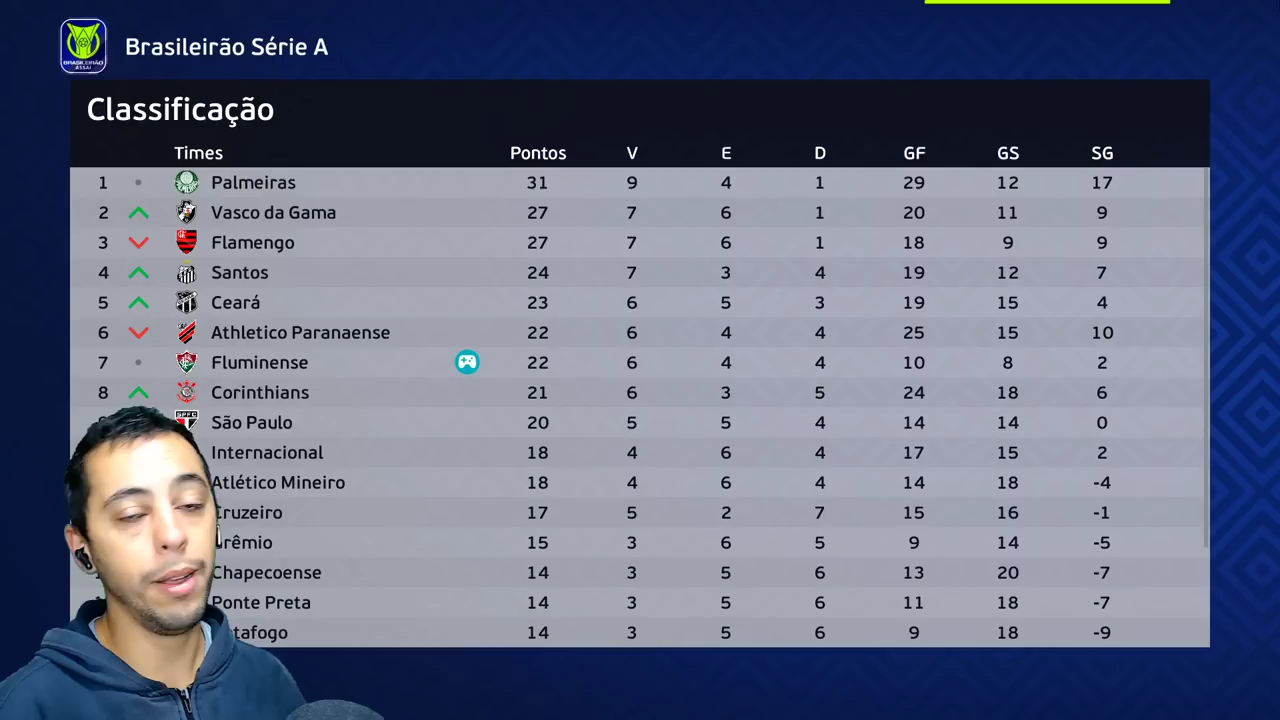 BRASILEIRÃO
ASSAÍ
Brasileirão Série A
Classificação
Times Pontos V E D GF GS SG
1 Palmeiras 31 9 4 1 29 12 17
2 Vasco da Gama 27 7 6 1 20 11 9
3 Flamengo 27 7 6 1 18 9 9
4 Santos 24 7 3 4 19 12 7
5 Ceará 23 6 5 3 19 15 4
6 Athletico Paranaense 22 6 4 4 25 15 10
7 Fluminense 22 6 4 4 10 8 2
8 Corinthians 21 6 3 5 24 18 6
SPFC São Paulo 20 5 5 4 14 14 0
Internacional 18 4 6 4 17 15 2
Atlético Mineiro 18 4 6 4 14 18 -4
Cruzeiro 17 5 2 7 15 16 -1
Grêmio 15 3 6 5 9 14 -5
Chapecoense 14 3 5 6 13 20 -7
Ponte Preta 14 3 5 6 11 18 -7
tafogo 14 3 5 6 9 18 -9